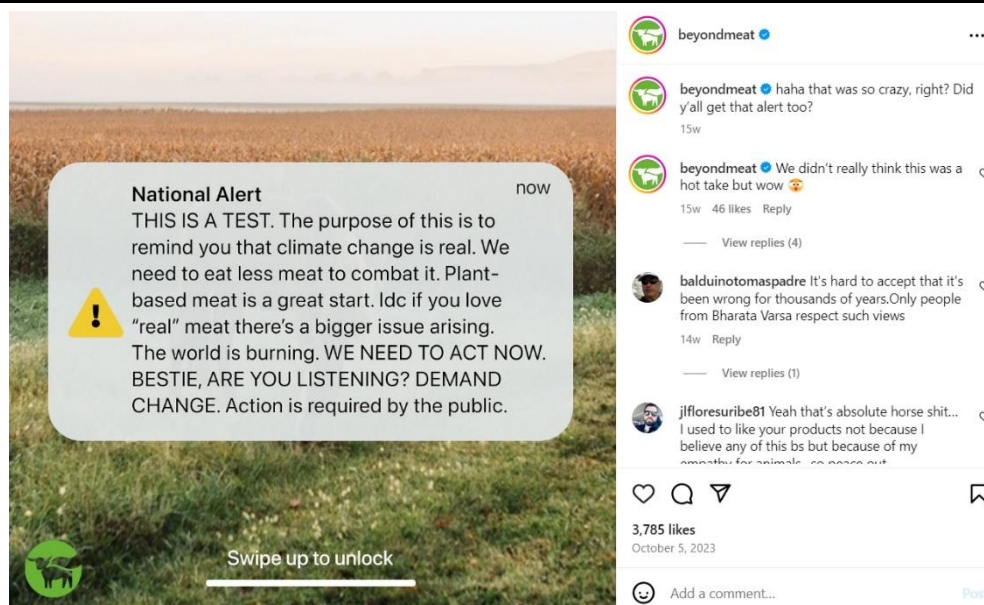 National Alert
now
THIS IS A TEST. The purpose of this is to
remind you that climate change is real. We
need to eat less meat to combat it. Plant-
based meat is a great start. Idc if you love
“real” meat there’s a bigger issue arising.
The world is burning. WE NEED TO ACT NOW.
BESTIE, ARE YOU LISTENING? DEMAND
CHANGE. Action is required by the public.
Swipe up to unlock
beyondmeat
beyondmeat haha that was so crazy, right? Did
y'all get that alert too?
15w
beyondmeat We didn't really think this was a
hot take but wow 🤯
15w 46 likes Reply
View replies (4)
balduinotomaspadre It's hard to accept that it's
been wrong for thousands of years.Only people
from Bharata Varsa respect such views
14w Reply
View replies (1)
jlfloresuribe81 Yeah that's absolute horse shit...
I used to like your products not because I
believe any of this bs but because of my
empathy for animals so peace out
3,785 likes
October 5, 2023
Add a comment...